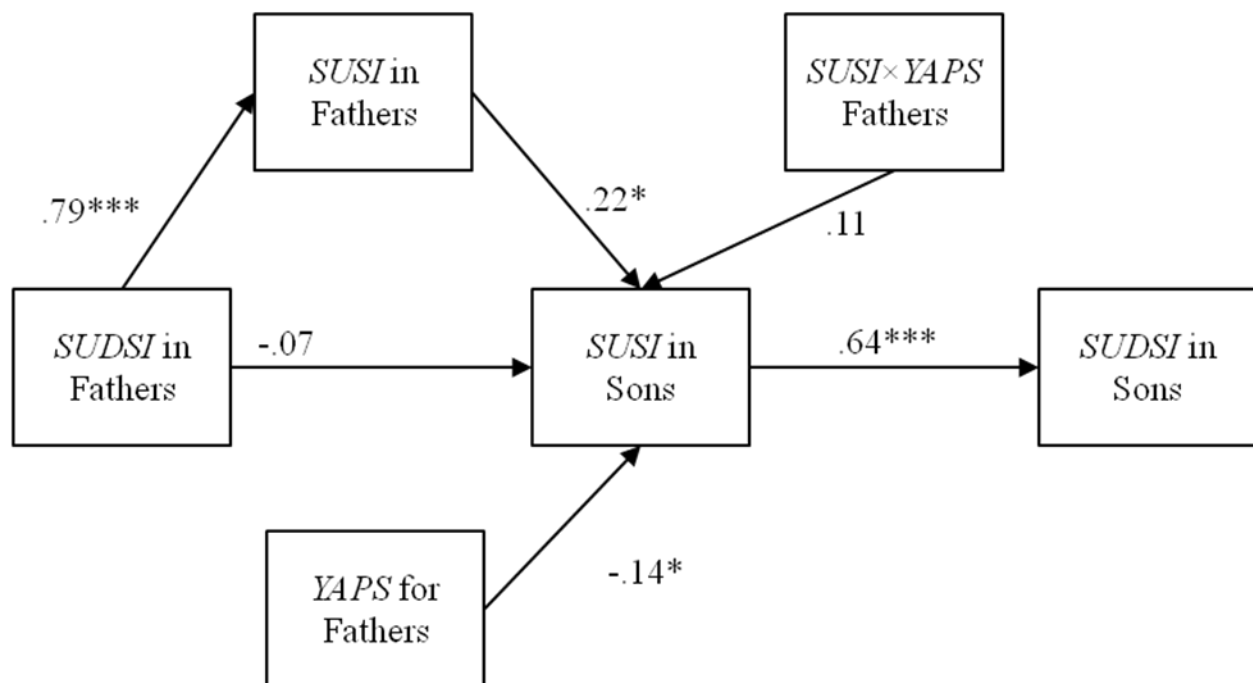 SUSI in
Fathers
SUSI×YAPS
Fathers
.79***
.22*
.11
SUDSI in
Fathers
-.07
SUSI in
Sons
.64***
SUDSI in
Sons
YAPS for
Fathers
-.14*